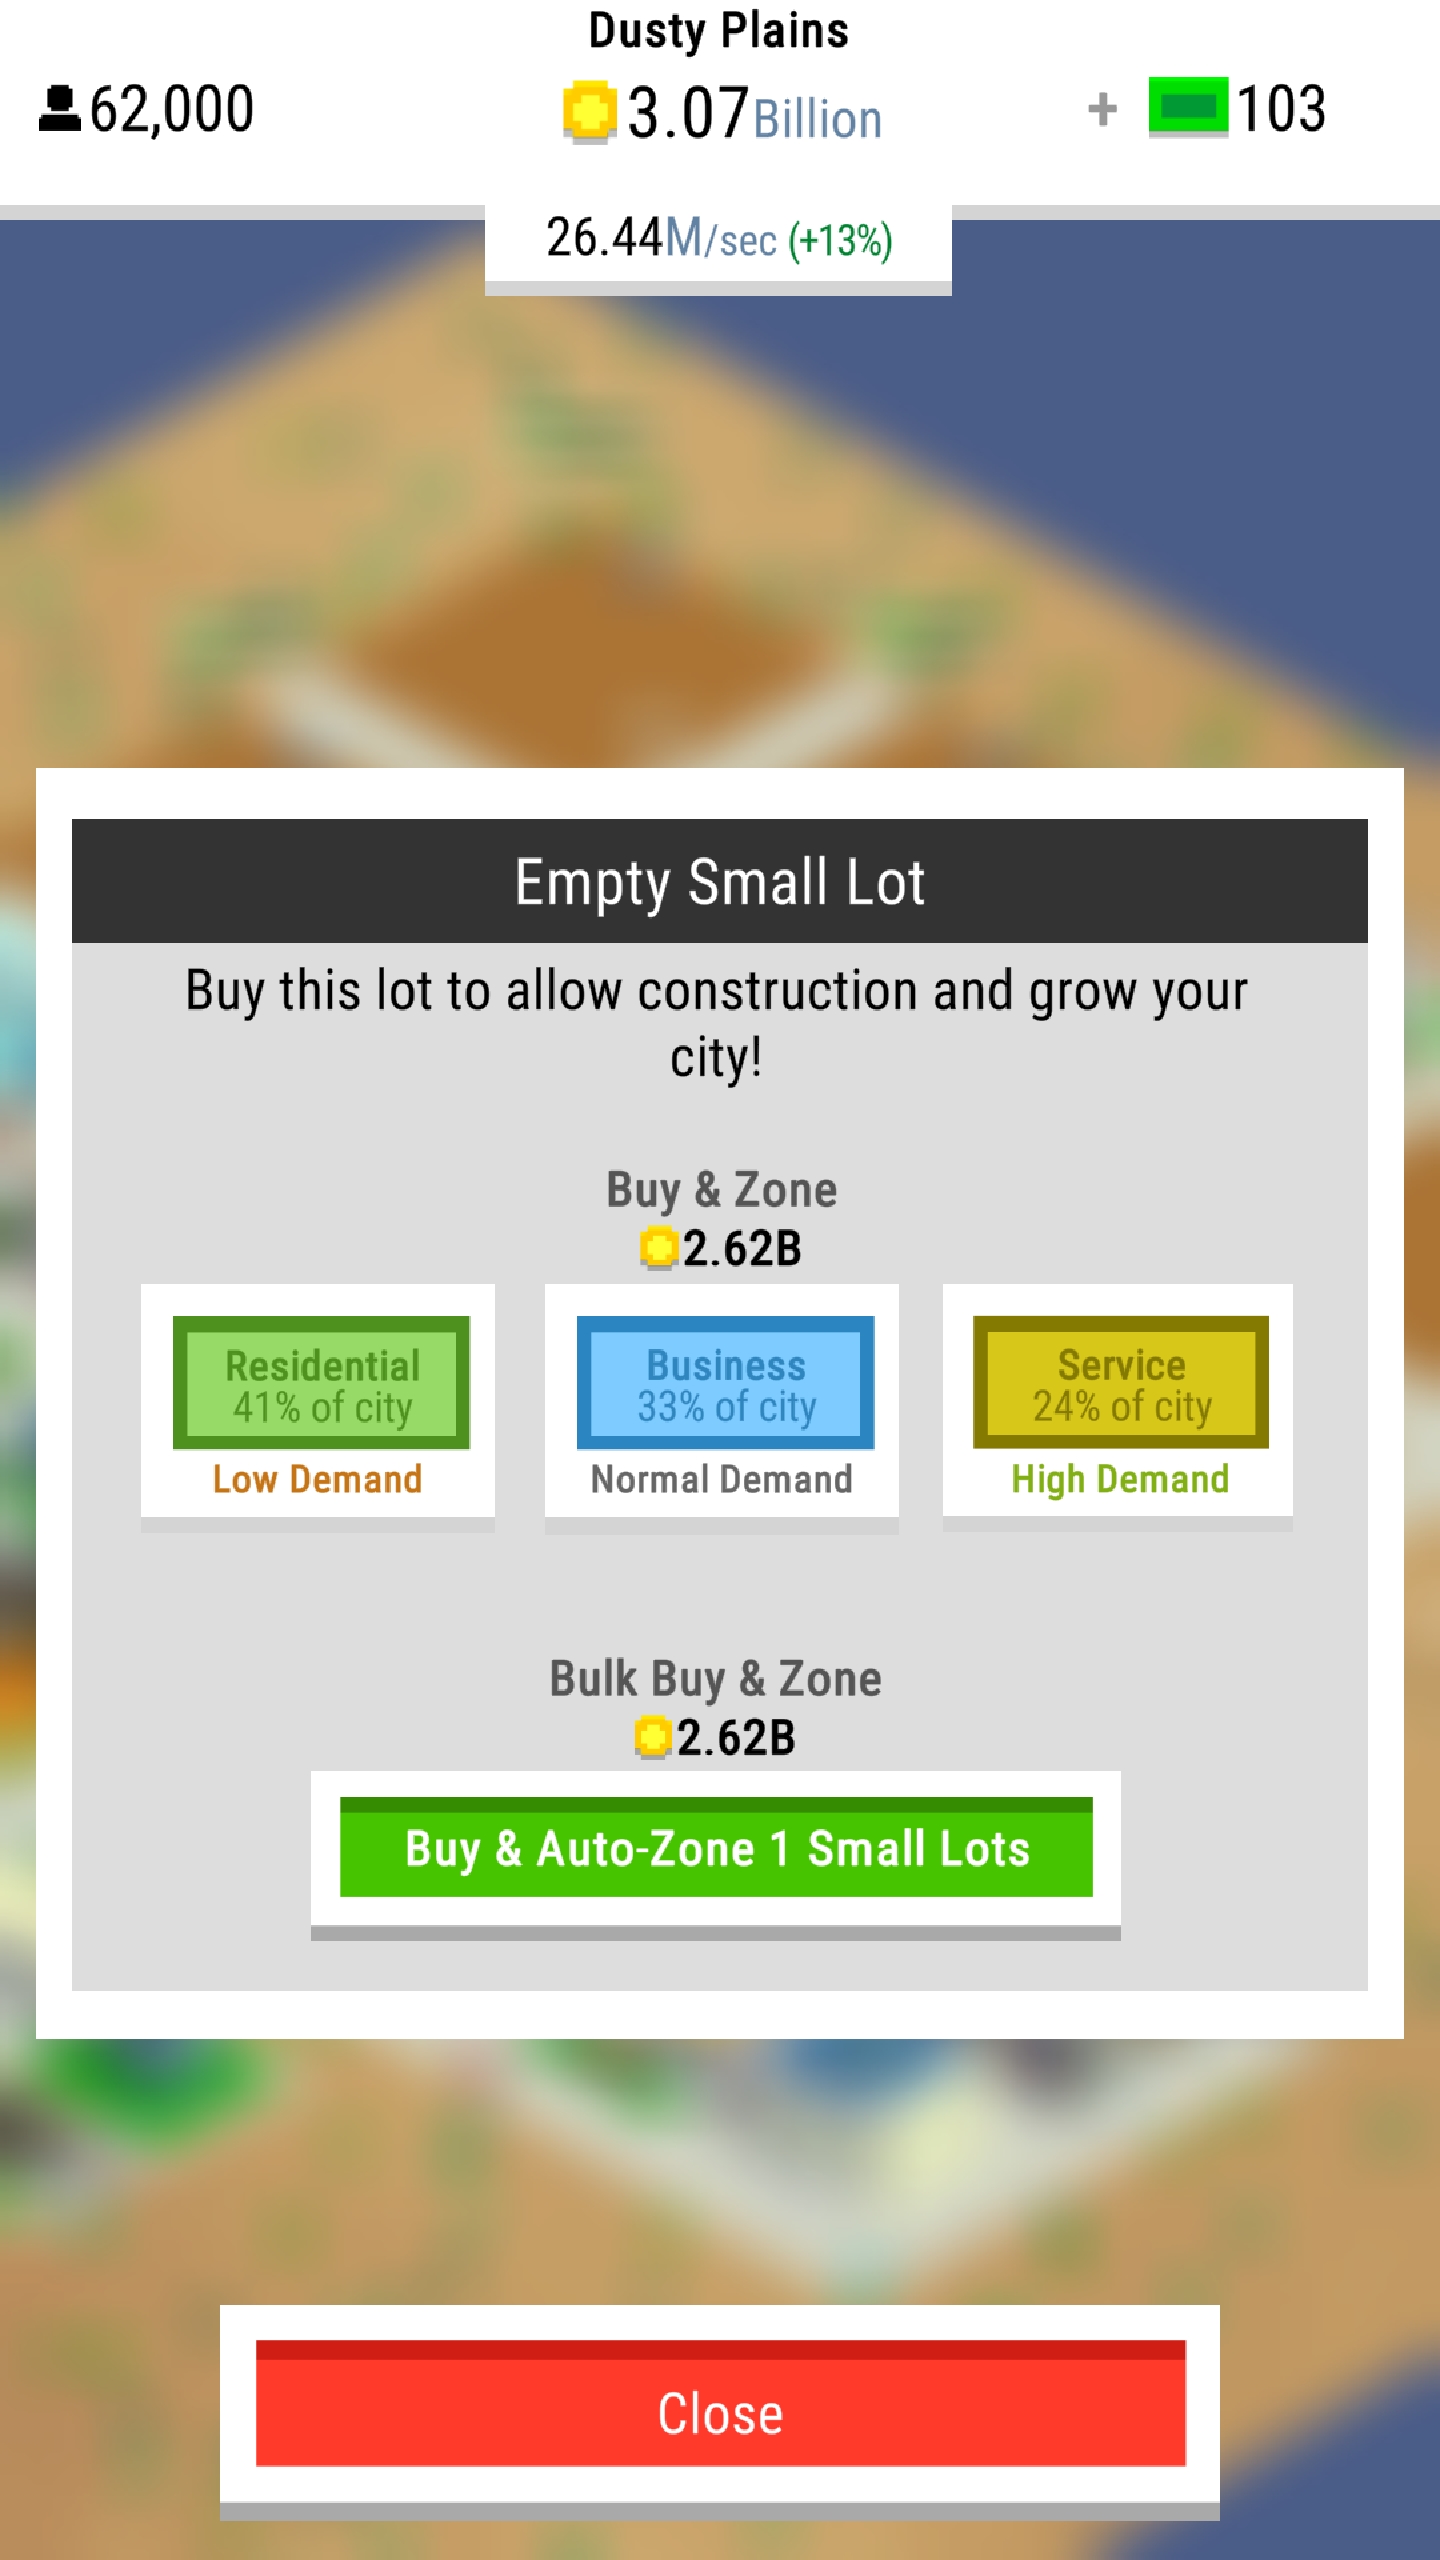 Dusty Plains
62,000
3.07Billion
+ 103
26.44M/sec (+13%)
Empty Small Lot
Buy this lot to allow construction and grow your
city!
Buy & Zone
2.62B
Residential
41% of city
Low Demand
Business
33% of city
Normal Demand
Service
24% of city
High Demand
Bulk Buy & Zone
2.62B
Buy & Auto-Zone 1 Small Lots
Close